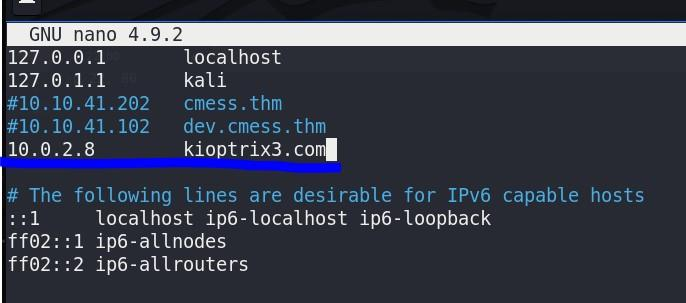 GNU nano 4.9.2
127.0.0.1 localhost
127.0.1.1 kali
#10.10.41.202 cmess.thm
#10.10.41.102 dev.cmess.thm
10.0.2.8 kioptrix3.com
# The following lines are desirable for IPv6 capable hosts
::1 localhost ip6-localhost ip6-loopback
ff02::1 ip6-allnodes
ff02::2 ip6-allrouters